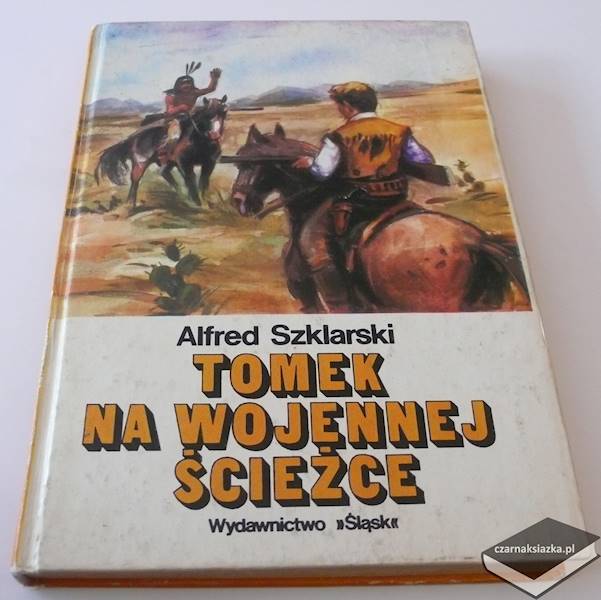 Alfred Szklarski
TOMEK
NA WOJENNEJ
ŚCIEŻCE
Wydawnictwo »Śląsk«
czarnaksiazka.pl